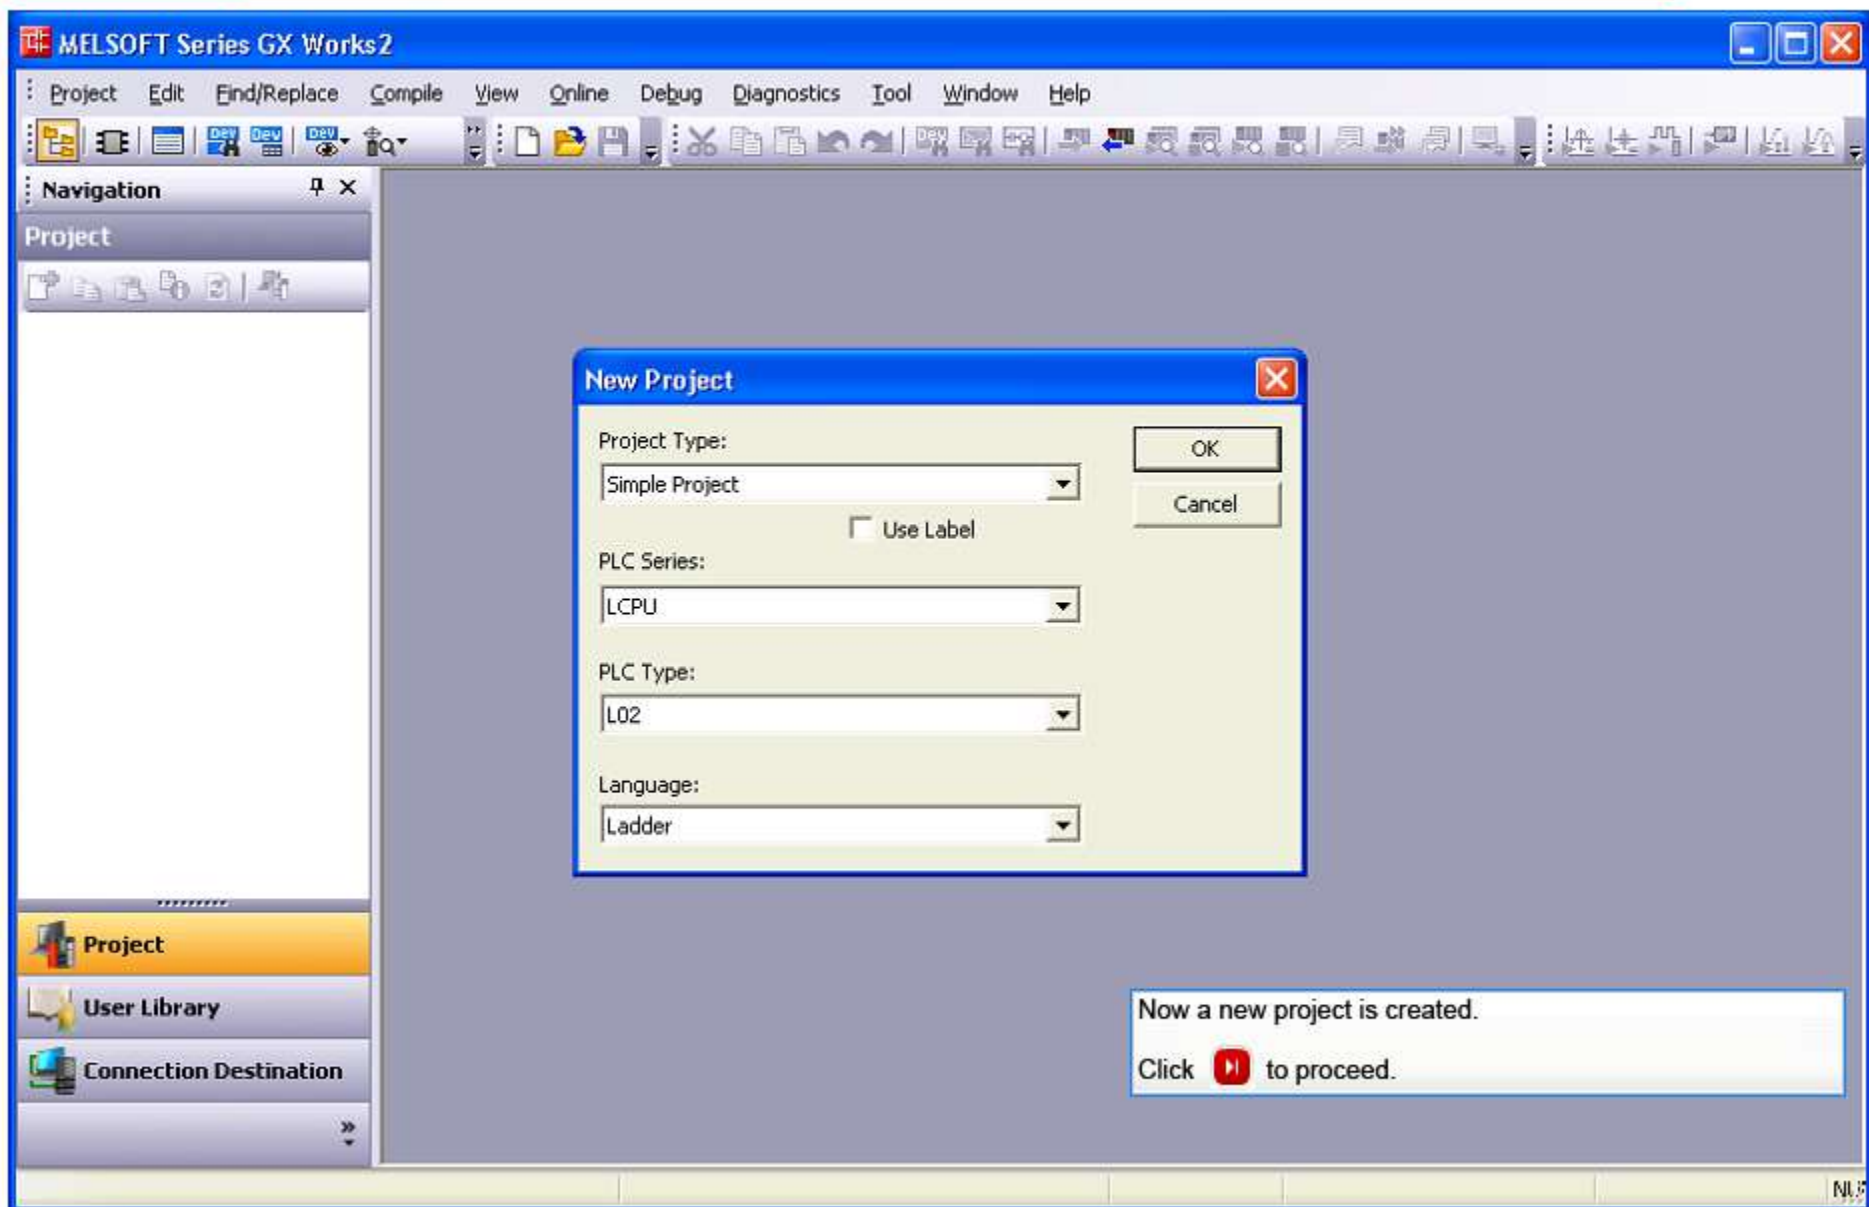 MELSOFT Series GX Works2
Project Edit Find/Replace Compile View Online Debug Diagnostics Tool Window Help
Navigation
Project
New Project
Project Type:
OK
Simple Project
Cancel
Use Label
PLC Series:
LCPU
PLC Type:
L02
Language:
Ladder
Project
User Library
Connection Destination
Now a new project is created.
Click to proceed.